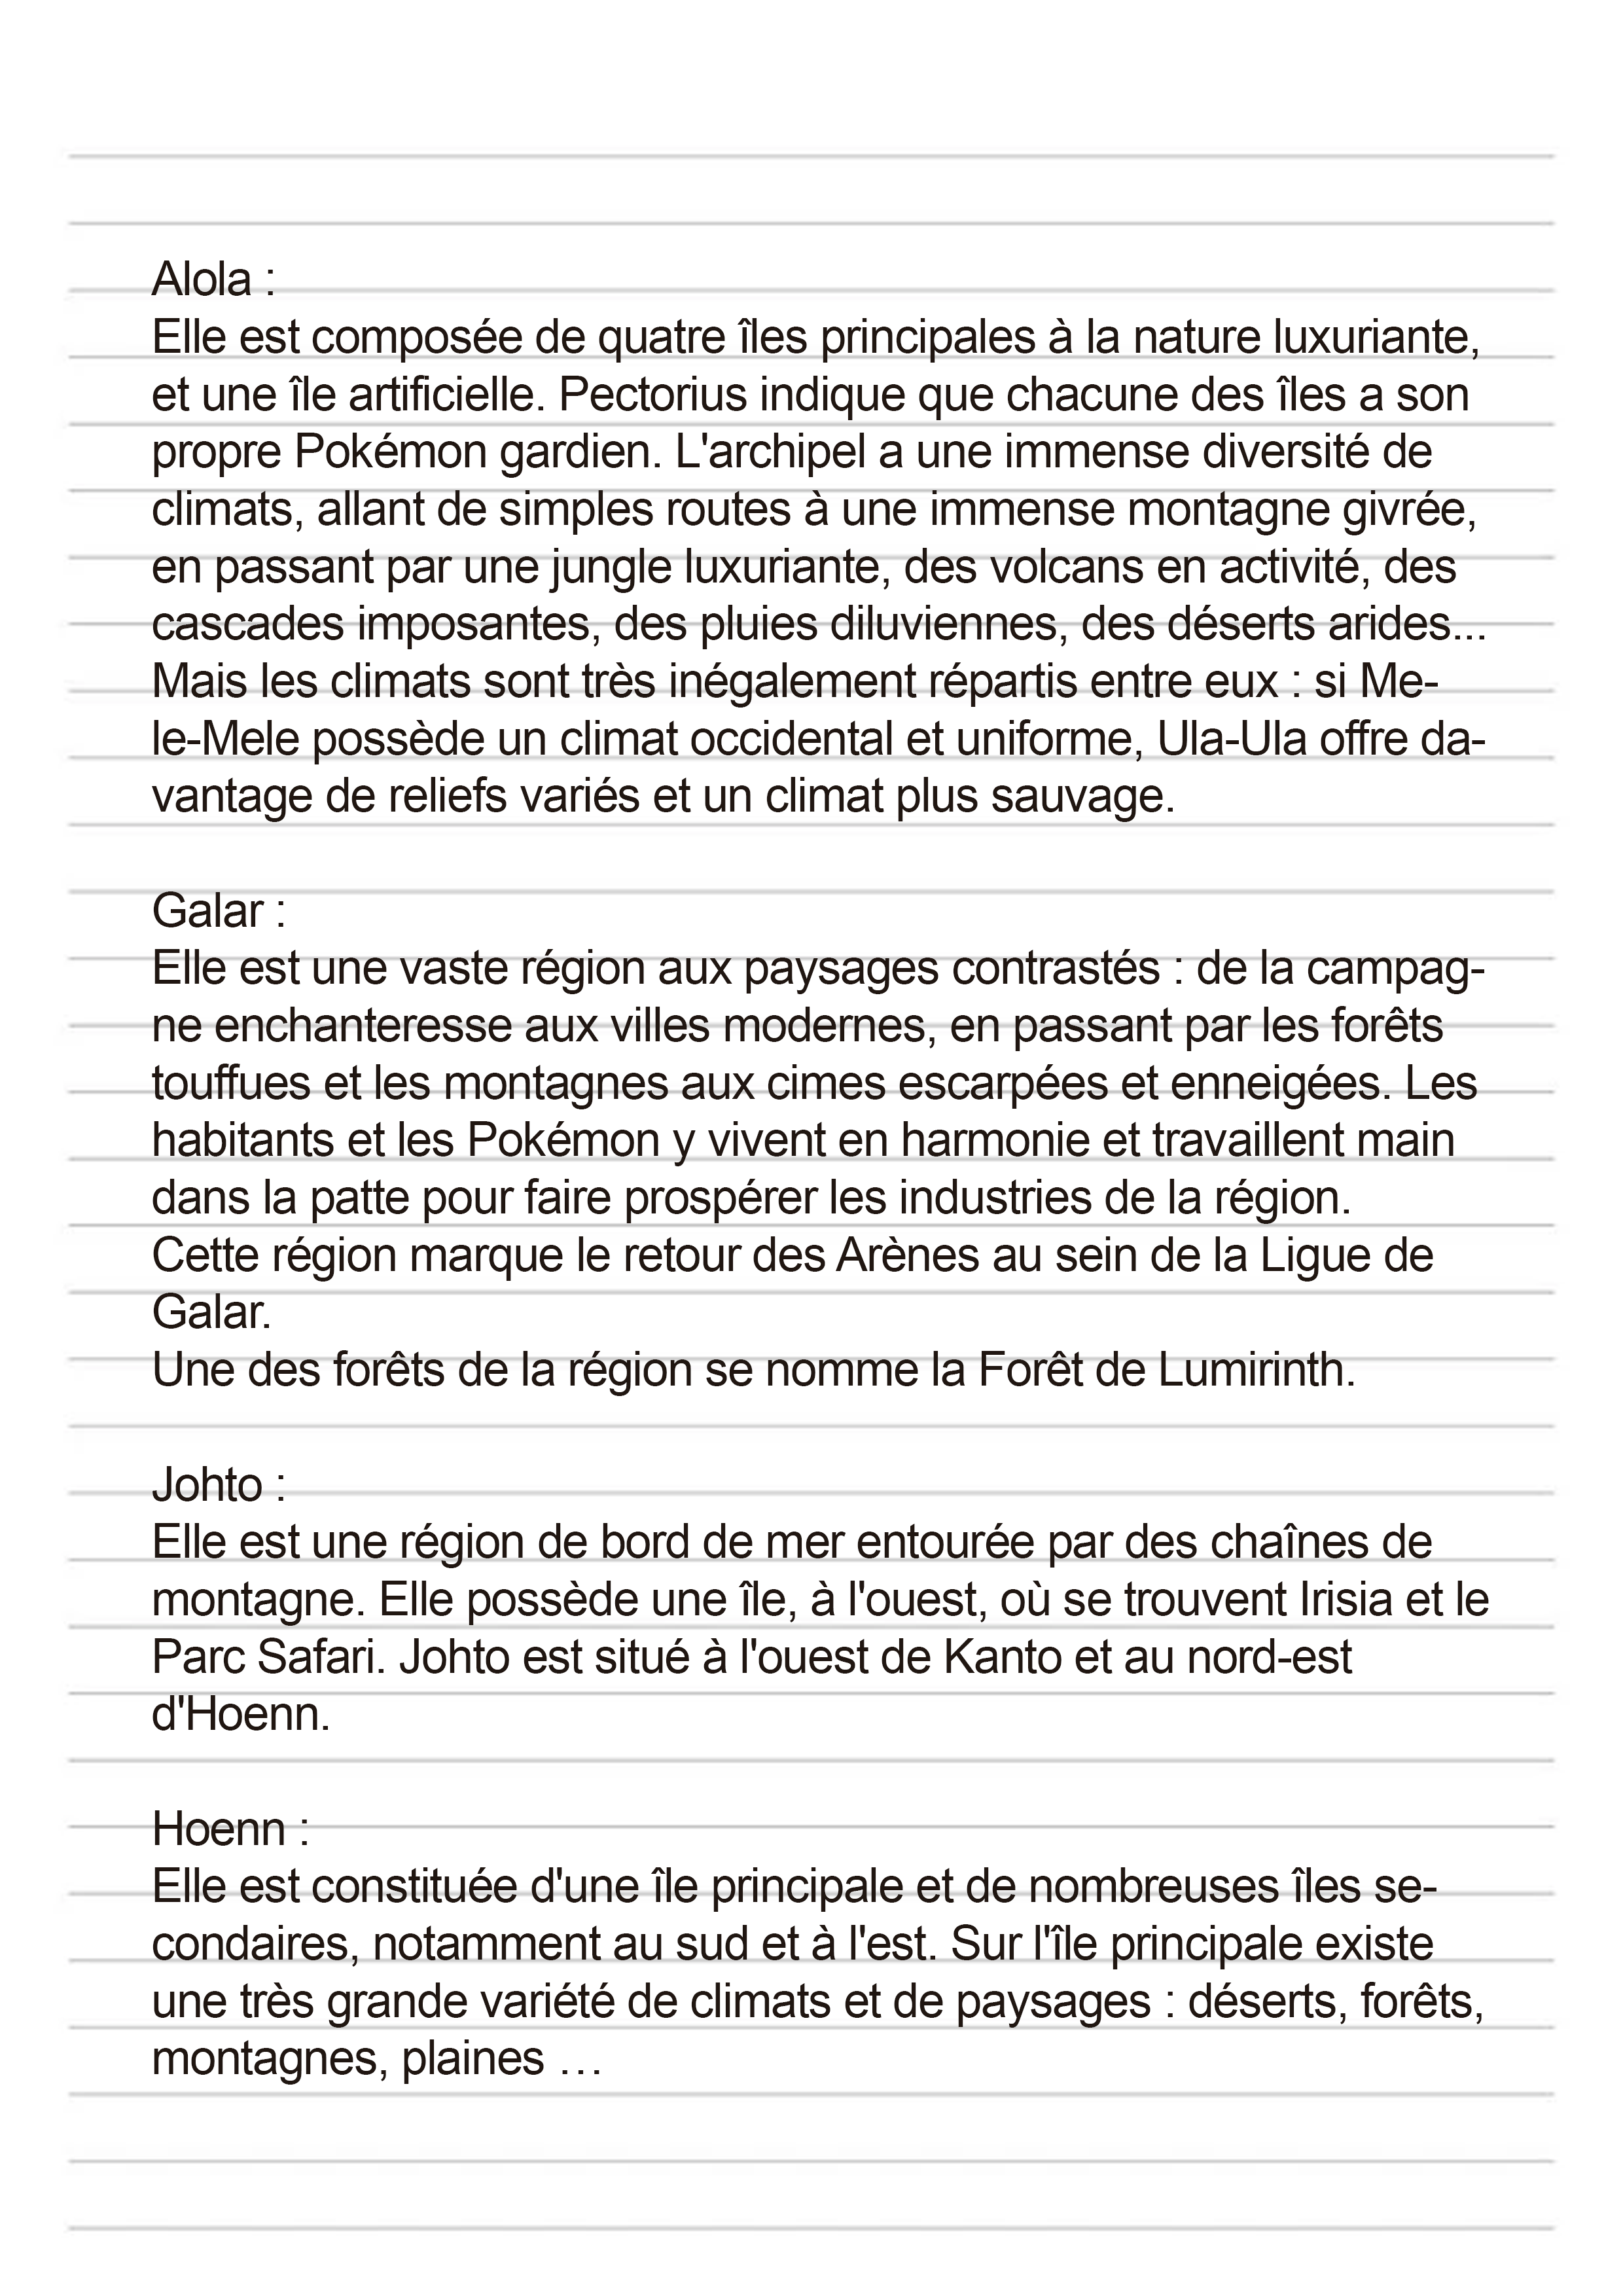 Alola :
Elle est composée de quatre îles principales à la nature luxuriante,
et une île artificielle. Pectorius indique que chacune des îles a son
propre Pokémon gardien. L'archipel a une immense diversité de
climats, allant de simples routes à une immense montagne givrée,
en passant par une jungle luxuriante, des volcans en activité, des
cascades imposantes, des pluies diluviennes, des déserts arides...
Mais les climats sont très inégalement répartis entre eux : si Me-
le-Mele possède un climat occidental et uniforme, Ula-Ula offre da-
vantage de reliefs variés et un climat plus sauvage.
Galar :
Elle est une vaste région aux paysages contrastés : de la campag-
ne enchanteresse aux villes modernes, en passant par les forêts
touffues et les montagnes aux cimes escarpées et enneigées. Les
habitants et les Pokémon y vivent en harmonie et travaillent main
dans la patte pour faire prospérer les industries de la région.
Cette région marque le retour des Arènes au sein de la Ligue de
Galar.
Une des forêts de la région se nomme la Forêt de Lumirinth.
Johto :
Elle est une région de bord de mer entourée par des chaînes de
montagne. Elle possède une île, à l'ouest, où se trouvent Irisia et le
Parc Safari. Johto est situé à l'ouest de Kanto et au nord-est
d'Hoenn.
Hoenn :
Elle est constituée d'une île principale et de nombreuses îles se-
condaires, notamment au sud et à l'est. Sur l'île principale existe
une très grande variété de climats et de paysages : déserts, forêts,
montagnes, plaines …